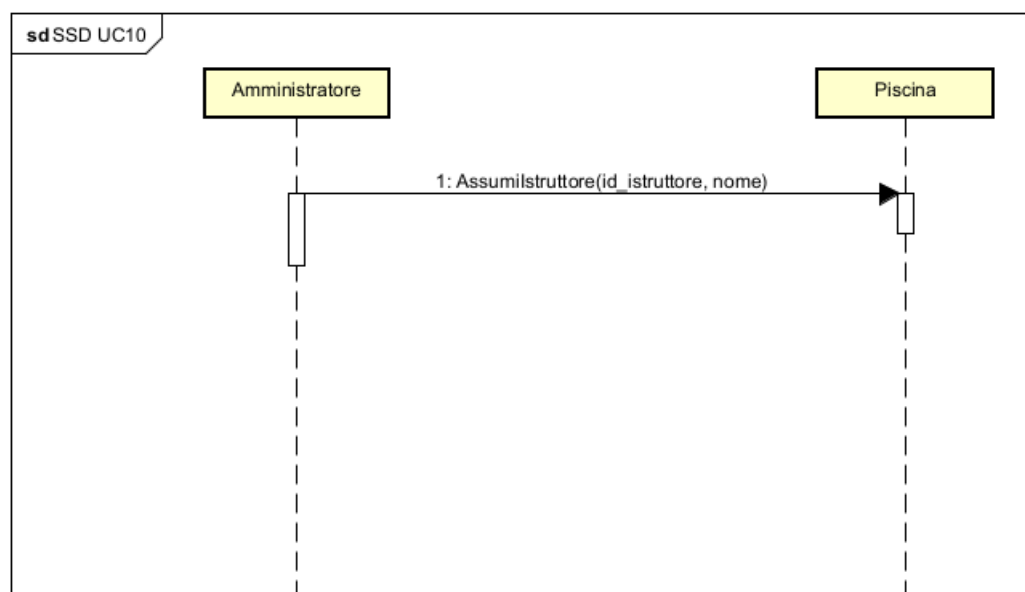 sd SSD UC10
Amministratore
Piscina
1: AssumiIstruttore(id_istruttore, nome)